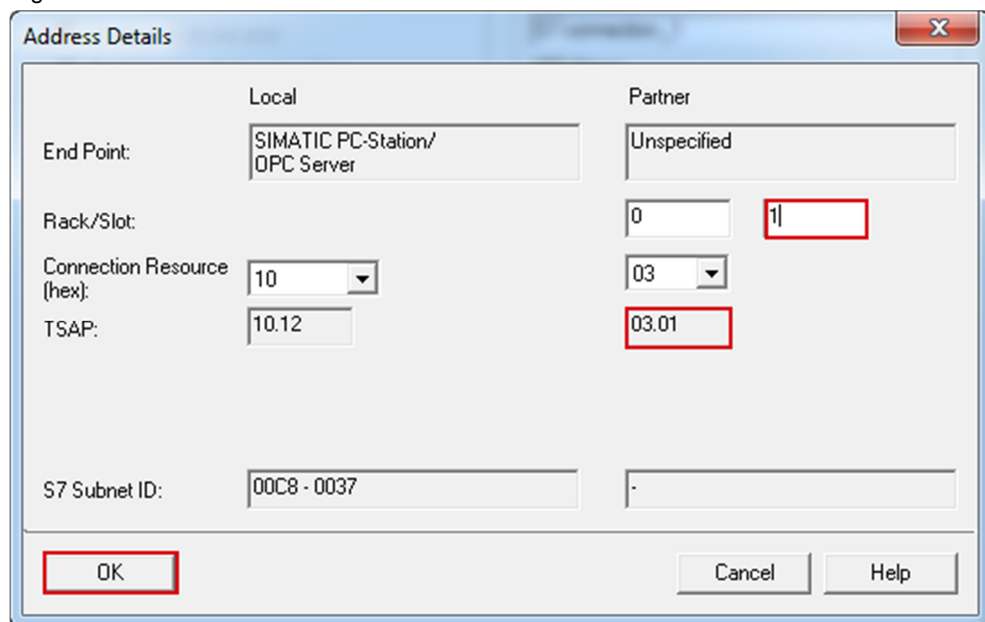 Address Details
Local Partner
End Point: SIMATIC PC-Station/ Unspecified
OPC Server
Rack/Slot: 0 1
Connection Resource 10 03
(hex):
TSAP: 10.12 03.01
S7 Subnet ID: 00C8 - 0037 -
OK Cancel Help